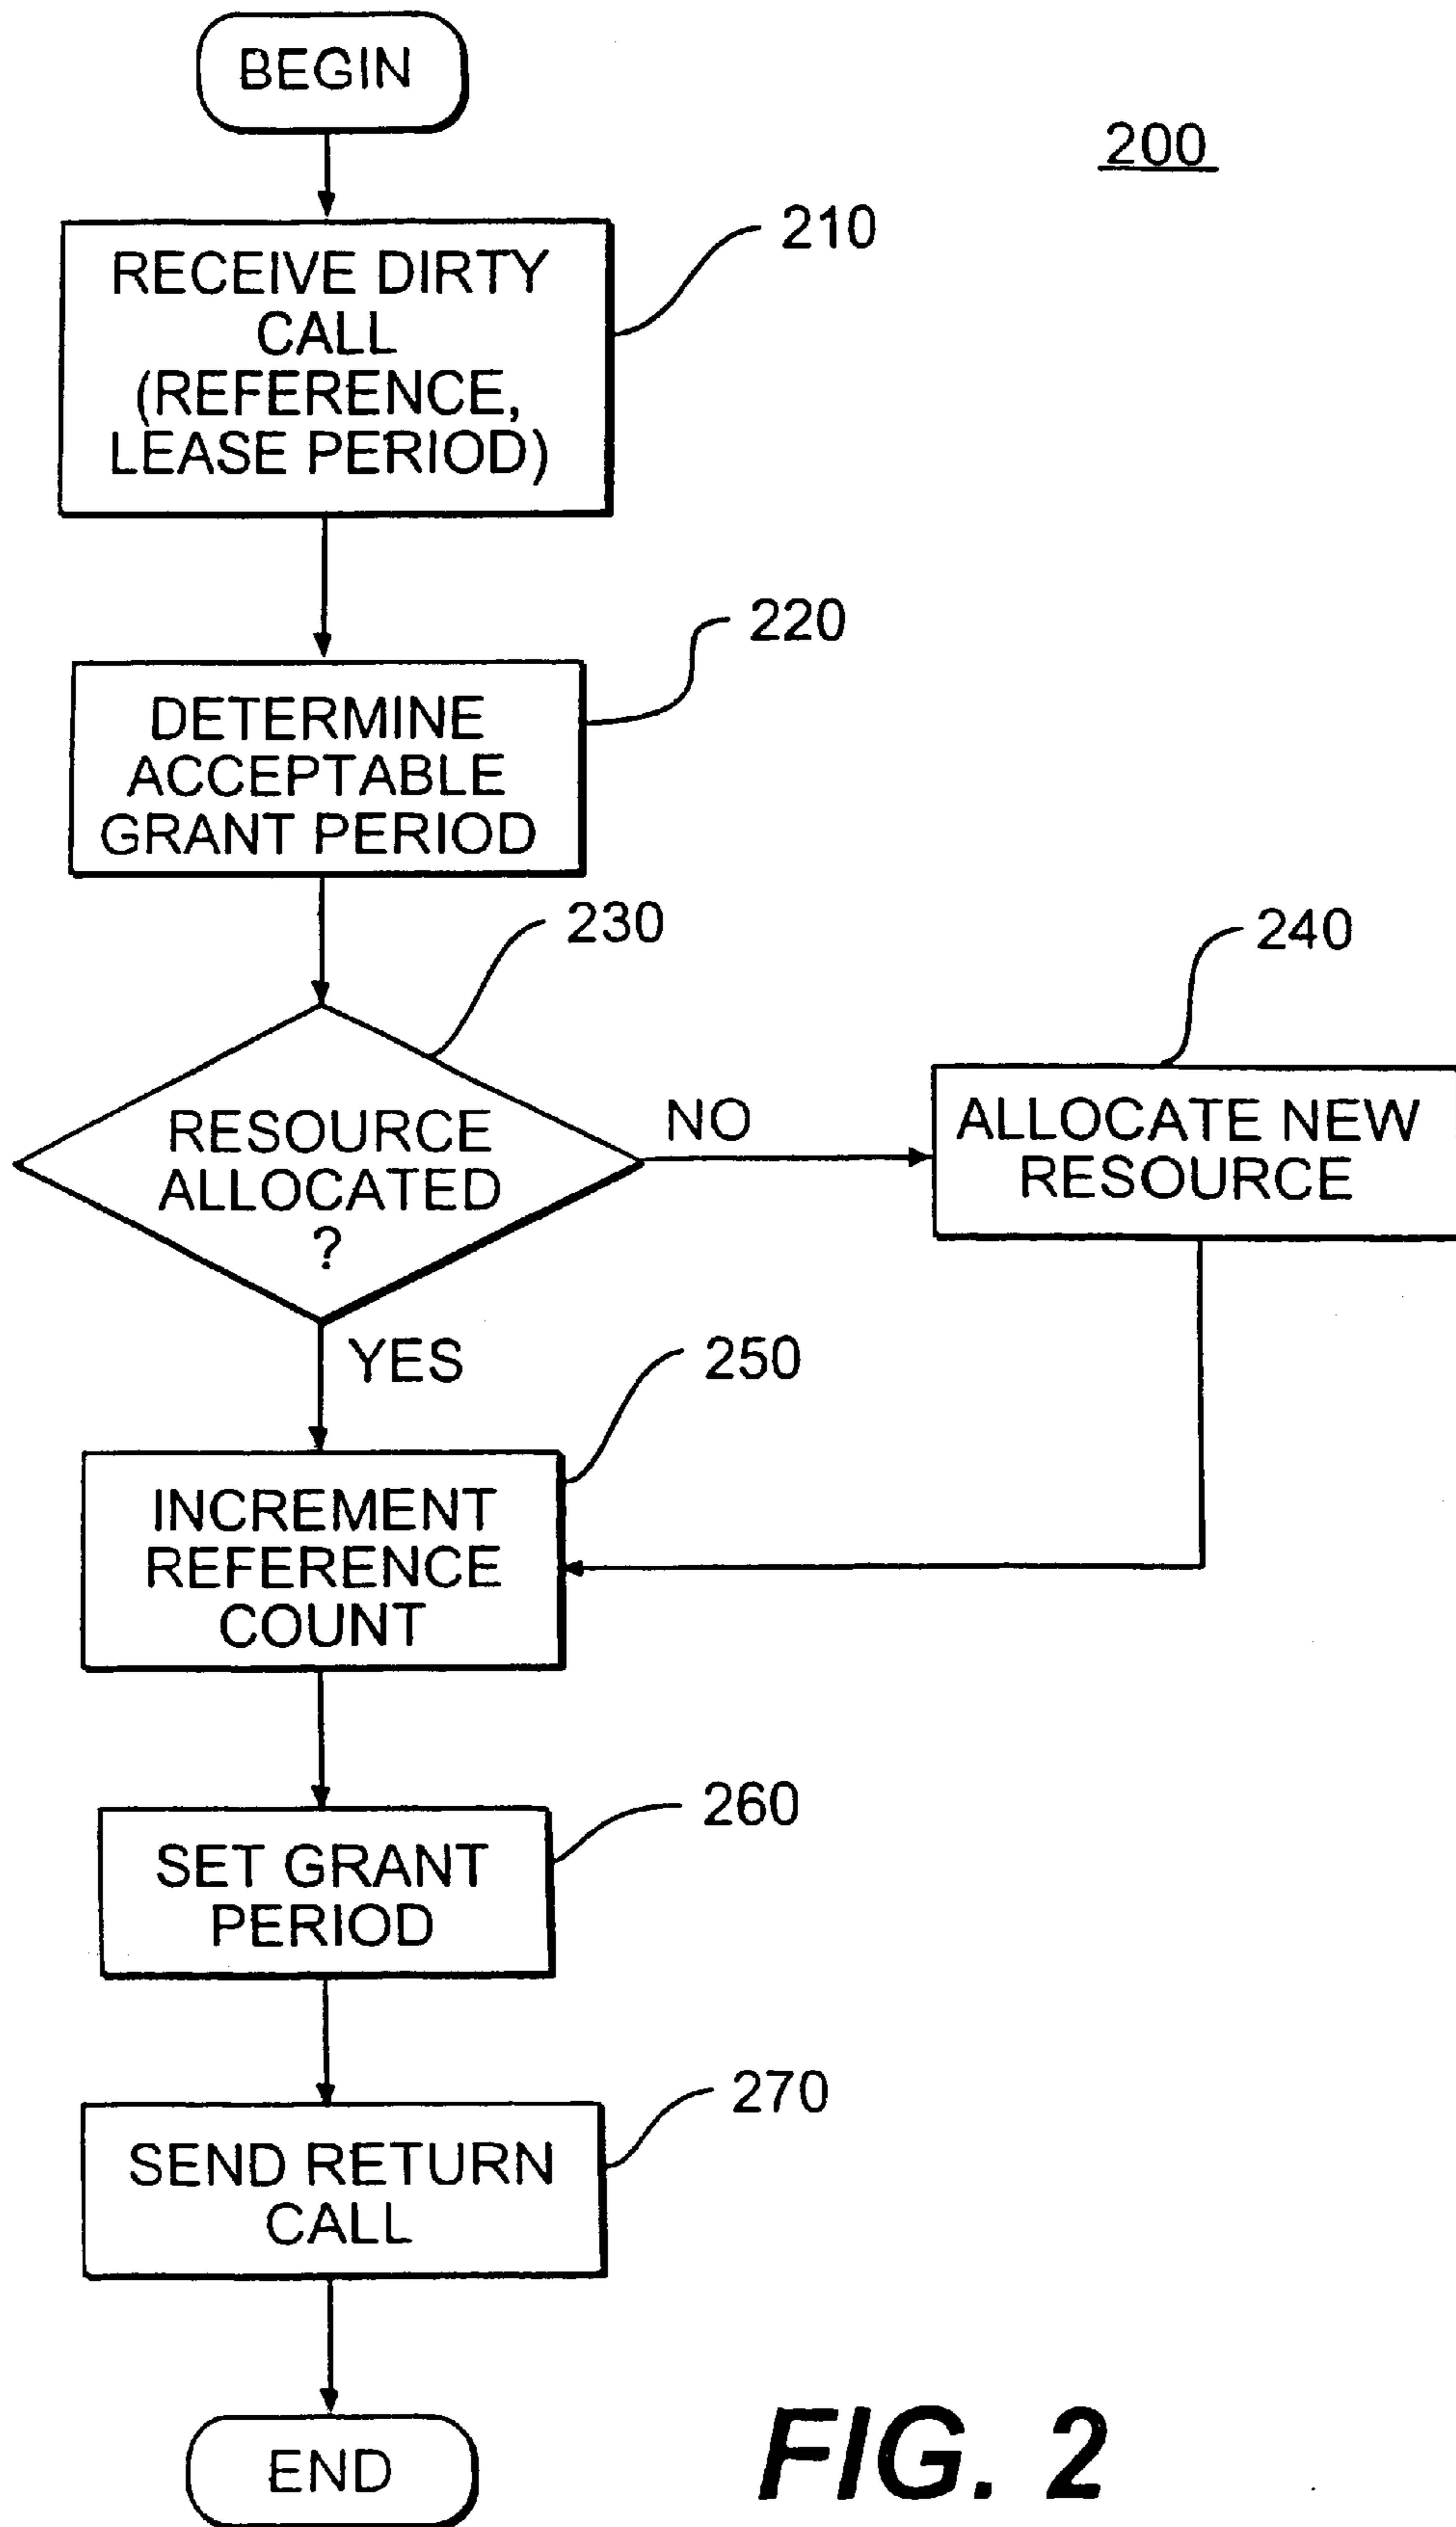 BEGIN
200
210
RECEIVE DIRTY
CALL
(REFERENCE,
LEASE PERIOD)
220
DETERMINE
ACCEPTABLE
GRANT PERIOD
230
240
RESOURCE
ALLOCATED
?
NO
ALLOCATE NEW
RESOURCE
YES
250
INCREMENT
REFERENCE
COUNT
260
SET GRANT
PERIOD
270
SEND RETURN
CALL
END
FIG. 2